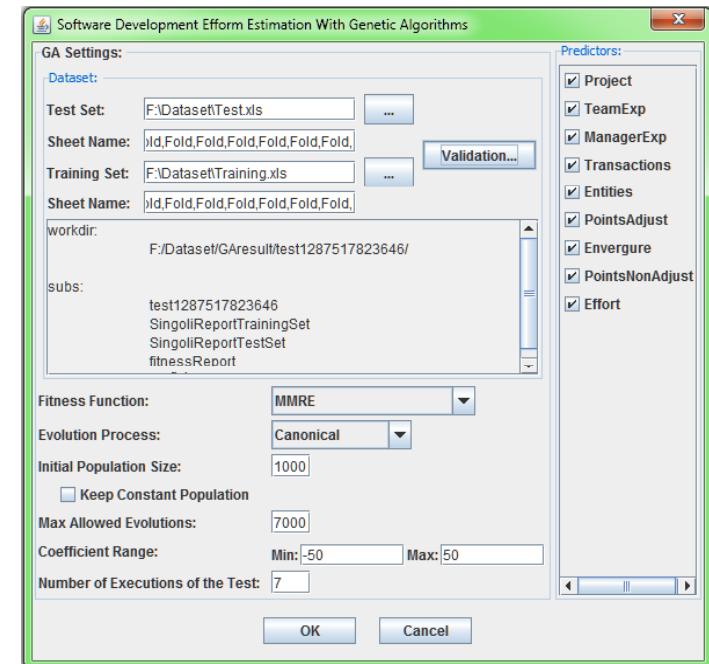 Software Development Efform Estimation With Genetic Algorithms
GA Settings:
Dataset:
Test Set: F:\Dataset\Test.xls ...
Sheet Name: ld,Fold,Fold,Fold,Fold,Fold,Fold,
Validation...
Training Set: F:\Dataset\Training.xls ...
Sheet Name: ld,Fold,Fold,Fold,Fold,Fold,Fold,
workdir:
F:/Dataset/GAresult/test1287517823646/
subs:
test1287517823646
SingoliReportTrainingSet
SingoliReportTestSet
fitnessReport
Fitness Function: MMRE
Evolution Process: Canonical
Initial Population Size: 1000
Keep Constant Population
Max Allowed Evolutions: 7000
Coefficient Range: Min: -50 Max: 50
Number of Executions of the Test: 7
OK Cancel
Predictors:
Project
TeamExp
ManagerExp
Transactions
Entities
PointsAdjust
Envergure
PointsNonAdjust
Effort